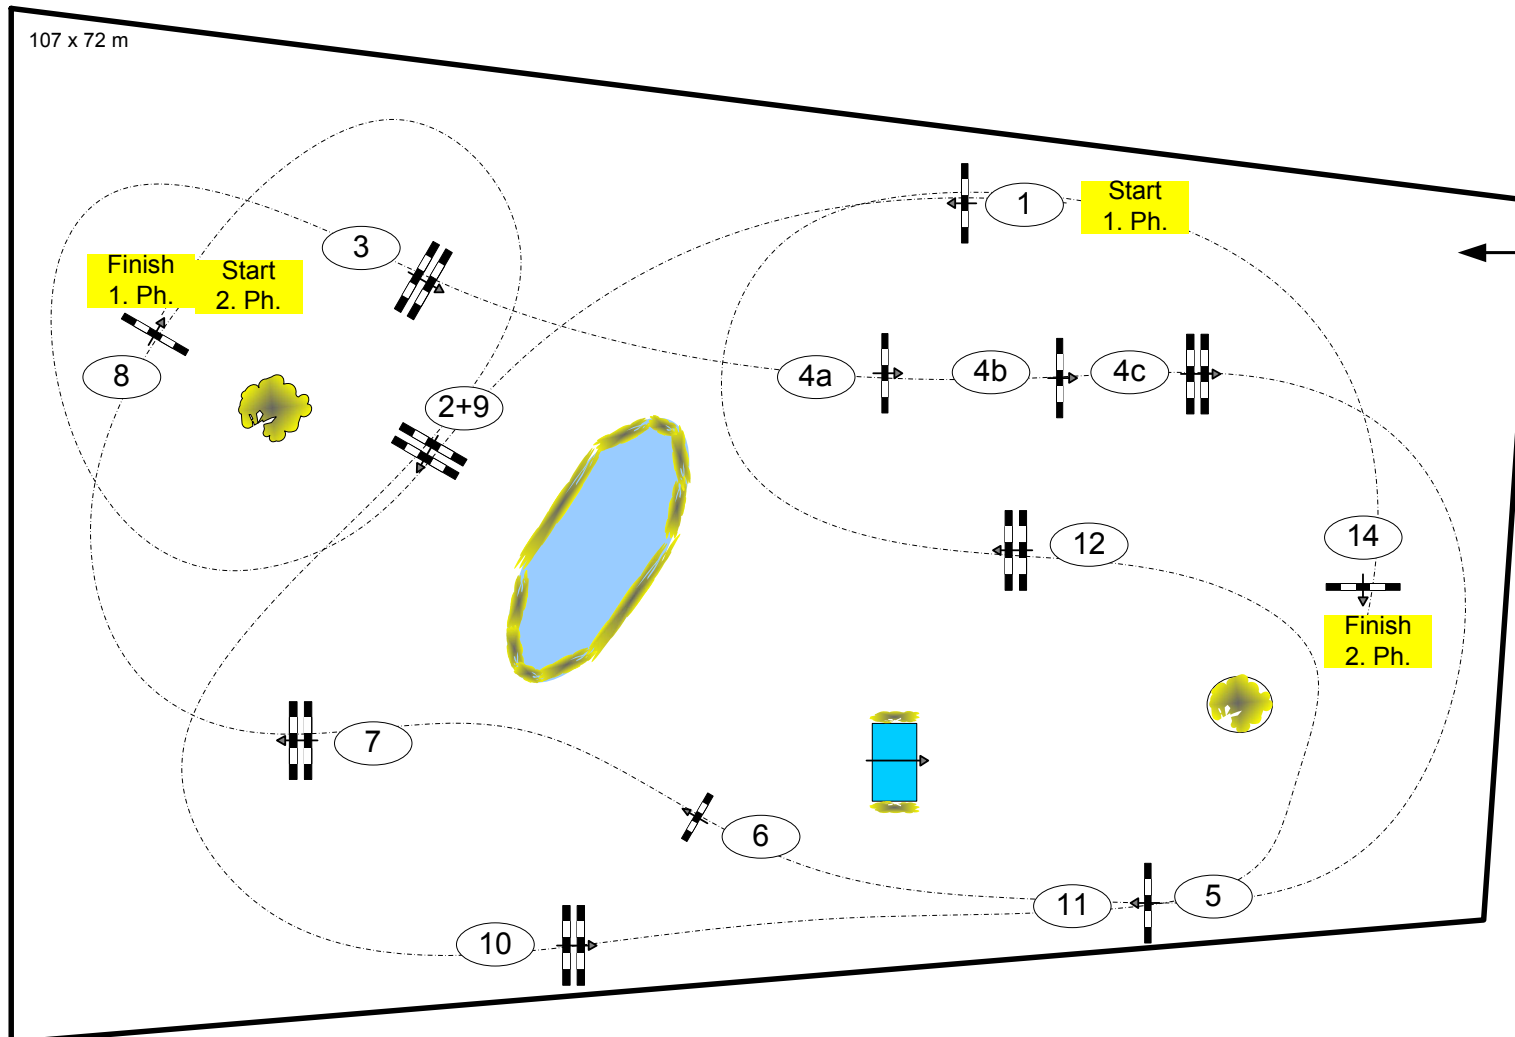 107 x 72 m
1
Start
1. Ph.
3
Finish
1. Ph.
Start
2. Ph.
8
2+9
4a
4b
4c
12
14
Finish
2. Ph.
7
6
11
5
10